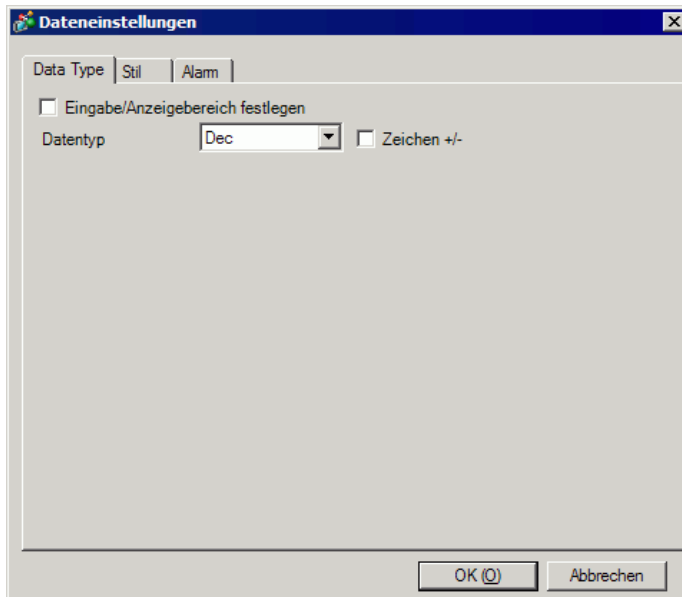 Dateneinstellungen
Data Type Stil Alarm
Eingabe/Anzeigebereich festlegen
Datentyp Dec Zeichen +/-
OK (O) Abbrechen